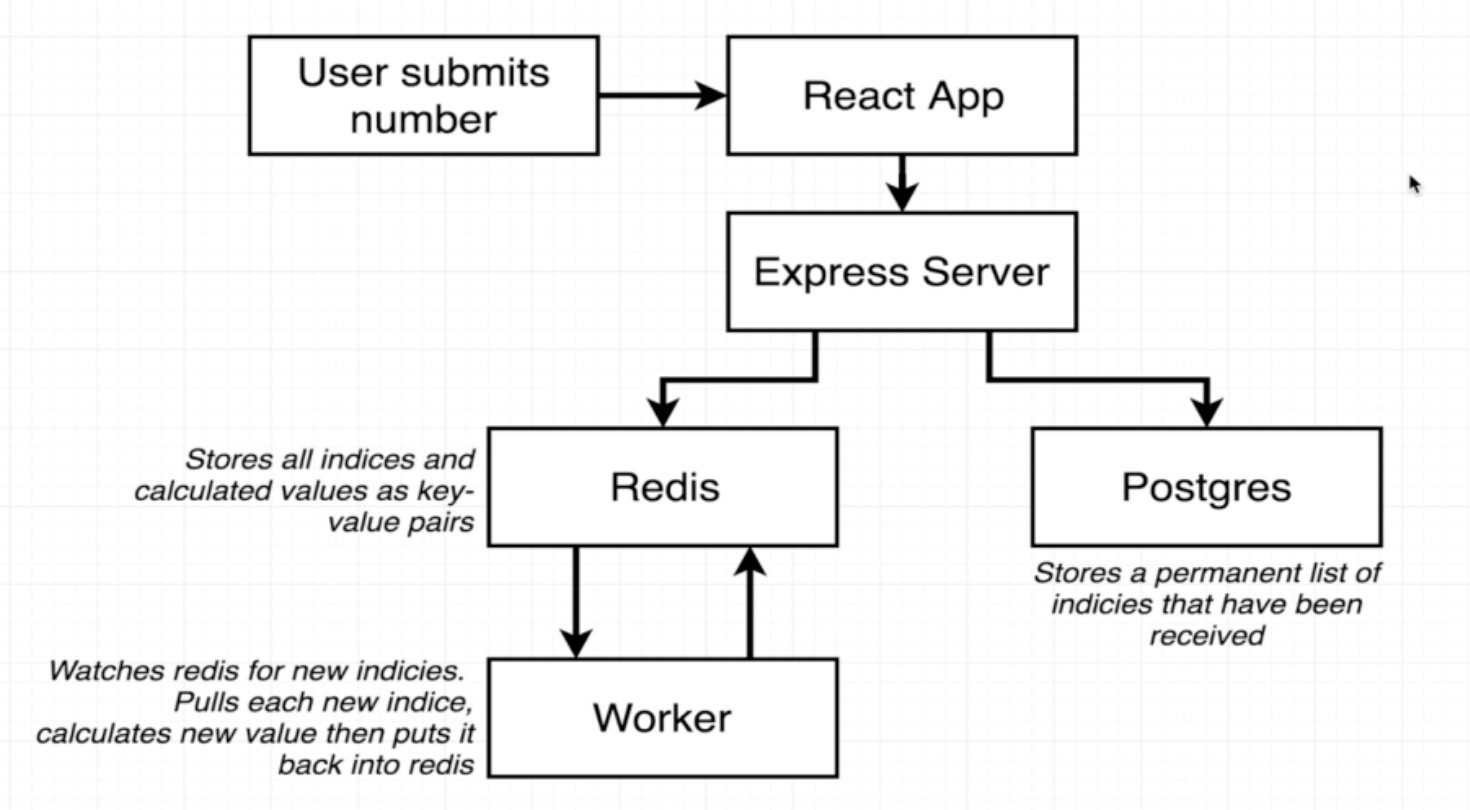 User submits
number
React App
Express Server
Stores all indices and
calculated values as key-
value pairs
Redis
Postgres
Stores a permanent list of
indicies that have been
received
Watches redis for new indicies.
Pulls each new indice,
calculates new value then puts it
back into redis
Worker